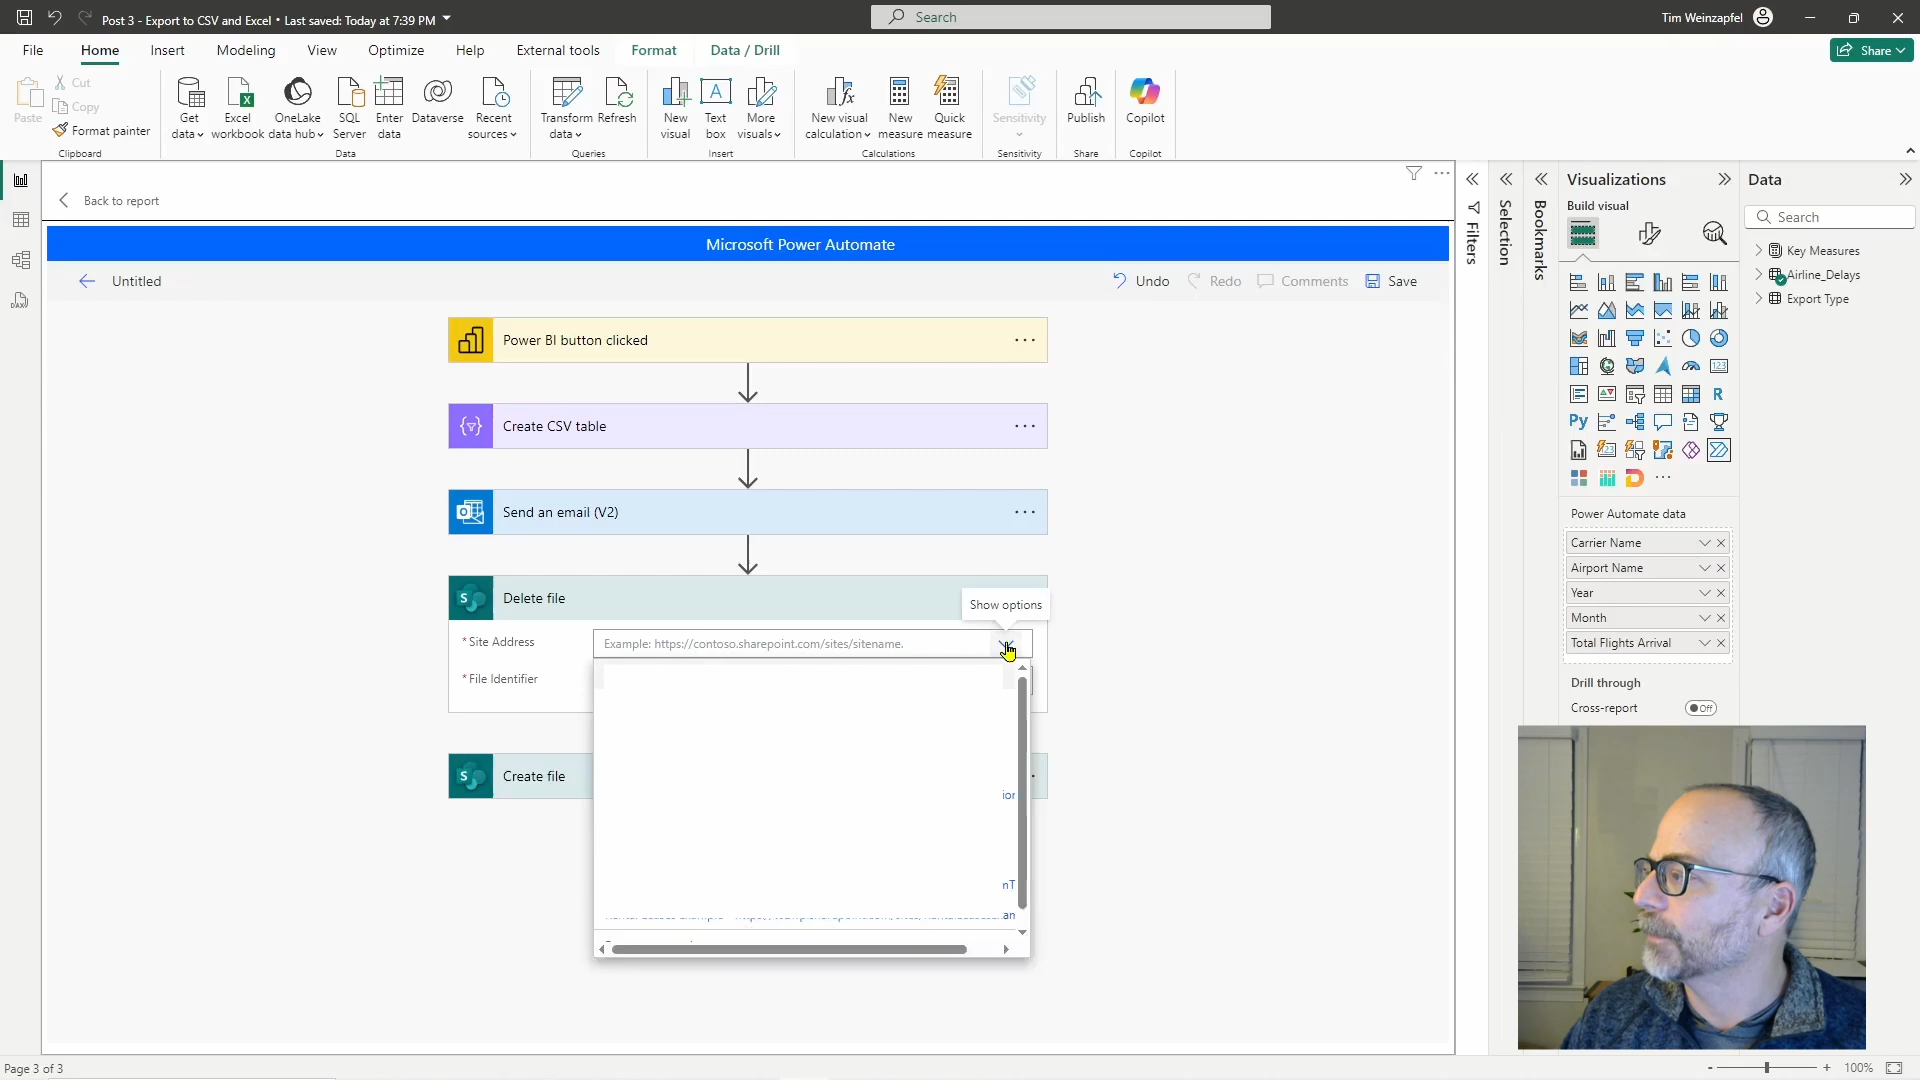 Post 3 - Export to CSV and Excel • Last saved: Today at 7:39 PM
Search
Tim Weinzapfel
File
Home
Insert
Modeling
View
Optimize
Help
External tools
Format
Data / Drill
Share
Paste
Cut
Copy
Format painter
Clipboard
Get data
Excel workbook
OneLake data hub
SQL Server
Enter data
Dataverse
Recent sources
Data
Transform data
Refresh
Queries
New visual
Text box
More visuals
Insert
New visual calculation
New measure
Quick measure
Calculations
Sensitivity
Sensitivity
Publish
Share
Copilot
Copilot
Back to report
Microsoft Power Automate
Untitled
Undo
Redo
Comments
Save
Power BI button clicked
Create CSV table
Send an email (V2)
Delete file
Show options
* Site Address
Example: https://contoso.sharepoint.com/sites/sitename.
* File Identifier
Create file
ior
nT
an
Filters
Selection
Bookmarks
Visualizations
Build visual
Power Automate data
Carrier Name
Airport Name
Year
Month
Total Flights Arrival
Drill through
Cross-report
Off
Data
Search
Key Measures
Airline_Delays
Export Type
Page 3 of 3
100%